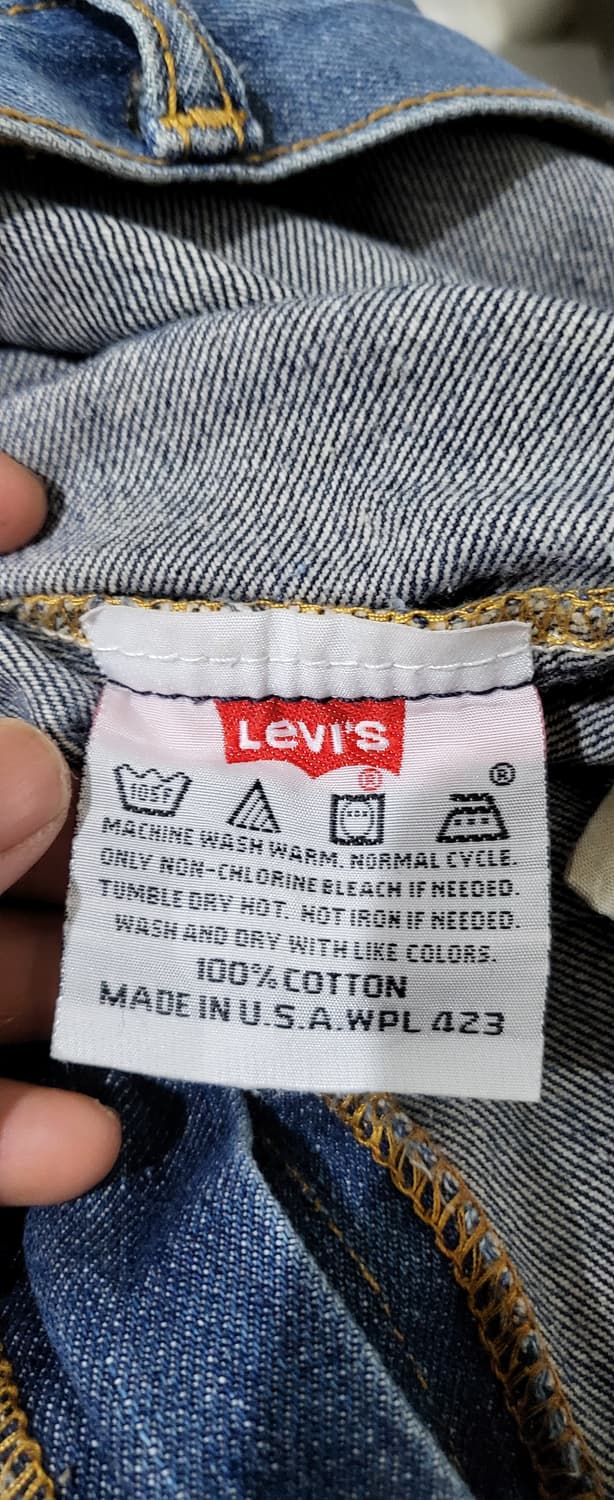 LEVI'S
®
®
105F
MACHINE WASH WARM. NORMAL CYCLE.
ONLY NON-CHLORINE BLEACH IF NEEDED.
TUMBLE DRY HOT. HOT IRON IF NEEDED.
WASH AND DRY WITH LIKE COLORS.
100% COTTON
MADE IN U.S.A. WPL 423